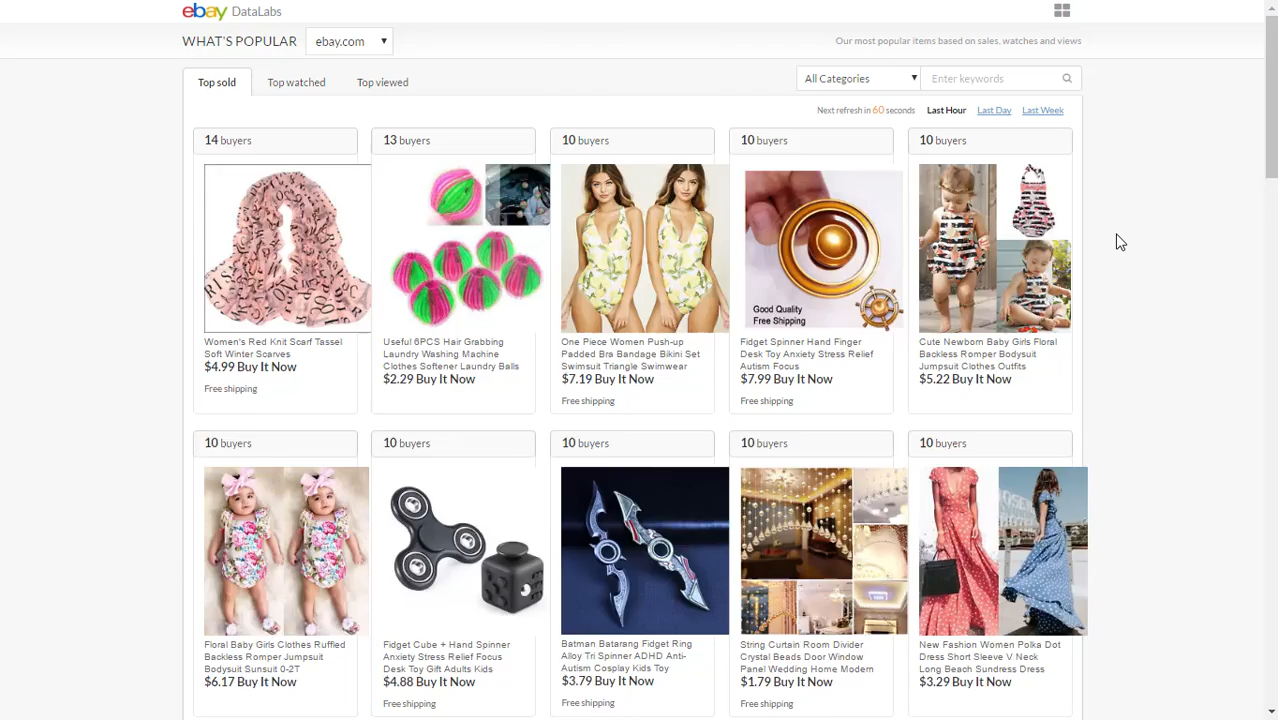 ebay DataLabs
WHAT'S POPULAR ebay.com
Our most popular items based on sales, watches and views
Top sold Top watched Top viewed
All Categories Enter keywords
Next refresh in 60 seconds Last Hour Last Day Last Week
14 buyers
Women's Red Knit Scarf Tassel
Soft Winter Scarves
$4.99 Buy It Now
Free shipping
13 buyers
Useful 6PCS Hair Grabbing
Laundry Washing Machine
Clothes Softener Laundry Balls
$2.29 Buy It Now
10 buyers
One Piece Women Push-up
Padded Bra Bandage Bikini Set
Swimsuit Triangle Swimwear
$7.19 Buy It Now
Free shipping
10 buyers
Good Quality
Free Shipping
Fidget Spinner Hand Finger
Desk Toy Anxiety Stress Relief
Autism Focus
$7.99 Buy It Now
Free shipping
10 buyers
Cute Newborn Baby Girls Floral
Backless Romper Bodysuit
Jumpsuit Clothes Outfits
$5.22 Buy It Now
10 buyers
Floral Baby Girls Clothes Ruffled
Backless Romper Jumpsuit
Bodysuit Sunsuit 0-2T
$6.17 Buy It Now
10 buyers
Fidget Cube + Hand Spinner
Anxiety Stress Relief Focus
Desk Toy Gift Adults Kids
$4.88 Buy It Now
Free shipping
10 buyers
Batman Batarang Fidget Ring
Alloy Tri Spinner ADHD Anti-
Autism Cosplay Kids Toy
$3.79 Buy It Now
Free shipping
10 buyers
String Curtain Room Divider
Crystal Beads Door Window
Panel Wedding Home Modern
$1.79 Buy It Now
Free shipping
10 buyers
New Fashion Women Polka Dot
Dress Short Sleeve V Neck
Long Beach Sundress Dress
$3.29 Buy It Now